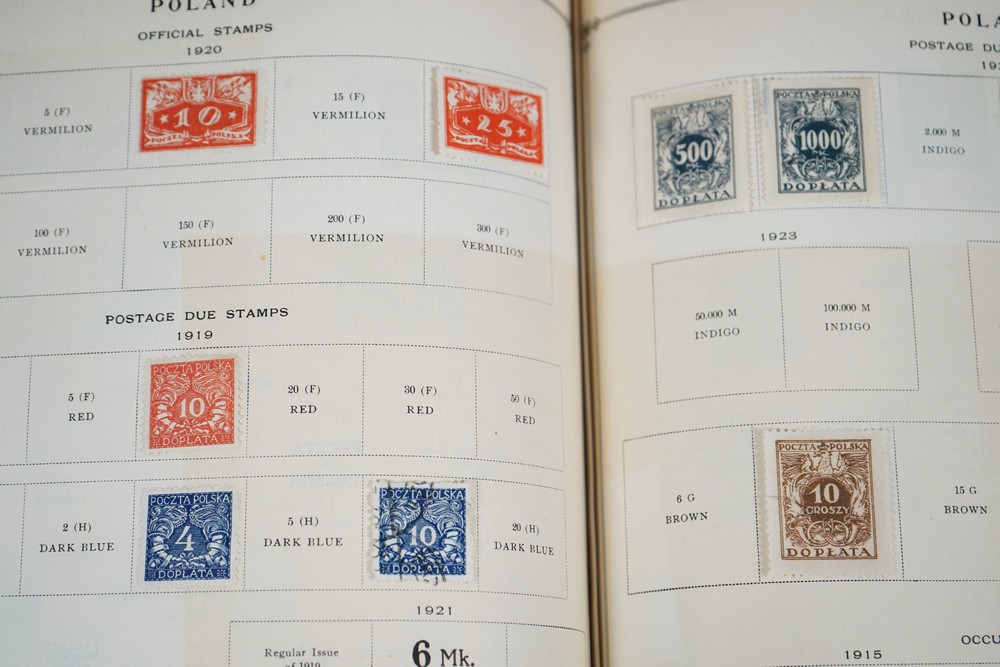 POLAND
OFFICIAL STAMPS
1920
5 (F)
VERMILION
10
POCZTA POLSKA
15 (F)
VERMILION
25
POCZTA POLSKA
100 (F)
VERMILION
150 (F)
VERMILION
200 (F)
VERMILION
300 (F)
VERMILION
POSTAGE DUE STAMPS
1919
5 (F)
RED
POCZTA POLSKA
10
DOPŁATA
20 (F)
RED
30 (F)
RED
50 (F)
RED
2 (H)
DARK BLUE
POCZTA POLSKA
4
DOPŁATA
5 (H)
DARK BLUE
POCZTA POLSKA
10
DOPŁATA
20 (H)
DARK BLUE
1921
Regular Issue
of 1919
6 Mk.
POLA
POSTAGE DU
POCZTA POLSKA
500
DOPŁATA
POCZTA POLSKA
1000
DOPŁATA
2.000 M
INDIGO
1923
50.000 M
INDIGO
100.000 M
INDIGO
6 G
BROWN
POCZTA POLSKA
10
GROSZY
DOPŁATA
15 G
BROWN
OCCU
1915